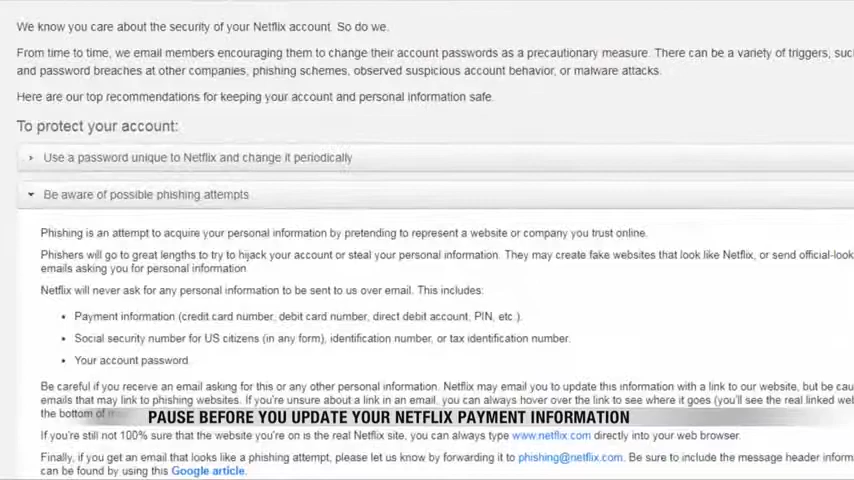 We know you care about the security of your Netflix account. So do we.
From time to time, we email members encouraging them to change their account passwords as a precautionary measure. There can be a variety of triggers, suc
and password breaches at other companies, phishing schemes, observed suspicious account behavior, or malware attacks.
Here are our top recommendations for keeping your account and personal information safe.
To protect your account:
Use a password unique to Netflix and change it periodically
Be aware of possible phishing attempts
Phishing is an attempt to acquire your personal information by pretending to represent a website or company you trust online.
Phishers will go to great lengths to try to hijack your account or steal your personal information. They may create fake websites that look like Netflix, or send official-look
emails asking you for personal information
Netflix will never ask for any personal information to be sent to us over email. This includes:
• Payment information (credit card number, debit card number, direct debit account, PIN, etc.).
• Social security number for US citizens (in any form), identification number, or tax identification number.
• Your account password.
Be careful if you receive an email asking for this or any other personal information. Netflix may email you to update this information with a link to our website, but be cau
emails that may link to phishing websites. If you're unsure about a link in an email, you can always hover over the link to see where it goes (you'll see the real linked web
the bottom of
PAUSE BEFORE YOU UPDATE YOUR NETFLIX PAYMENT INFORMATION
If you're still not 100% sure that the website you're on is the real Netflix site, you can always type www.netflix.com directly into your web browser.
Finally, if you get an email that looks like a phishing attempt, please let us know by forwarding it to phishing@netflix.com. Be sure to include the message header inform
can be found by using this Google article.